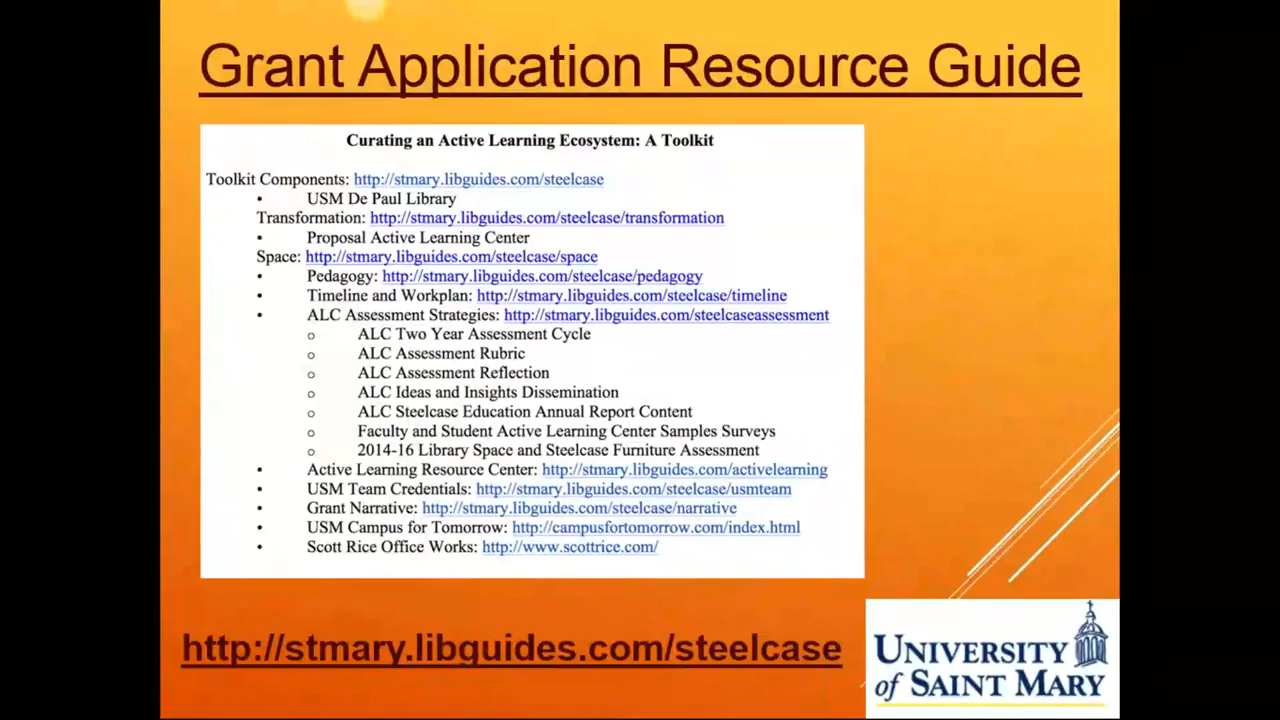 Grant Application Resource Guide
Curating an Active Learning Ecosystem: A Toolkit
Toolkit Components: http://stmary.libguides.com/steelcase
• USM De Paul Library
Transformation: http://stmary.libguides.com/steelcase/transformation
• Proposal Active Learning Center
Space: http://stmary.libguides.com/steelcase/space
• Pedagogy: http://stmary.libguides.com/steelcase/pedagogy
• Timeline and Workplan: http://stmary.libguides.com/steelcase/timeline
• ALC Assessment Strategies: http://stmary.libguides.com/steelcaseassessment
o ALC Two Year Assessment Cycle
o ALC Assessment Rubric
o ALC Assessment Reflection
o ALC Ideas and Insights Dissemination
o ALC Steelcase Education Annual Report Content
o Faculty and Student Active Learning Center Samples Surveys
o 2014-16 Library Space and Steelcase Furniture Assessment
• Active Learning Resource Center: http://stmary.libguides.com/activelearning
• USM Team Credentials: http://stmary.libguides.com/steelcase/usmteam
• Grant Narrative: http://stmary.libguides.com/steelcase/narrative
• USM Campus for Tomorrow: http://campusfortomorrow.com/index.html
• Scott Rice Office Works: http://www.scottrice.com/
http://stmary.libguides.com/steelcase
UNIVERSITY
of SAINT MARY